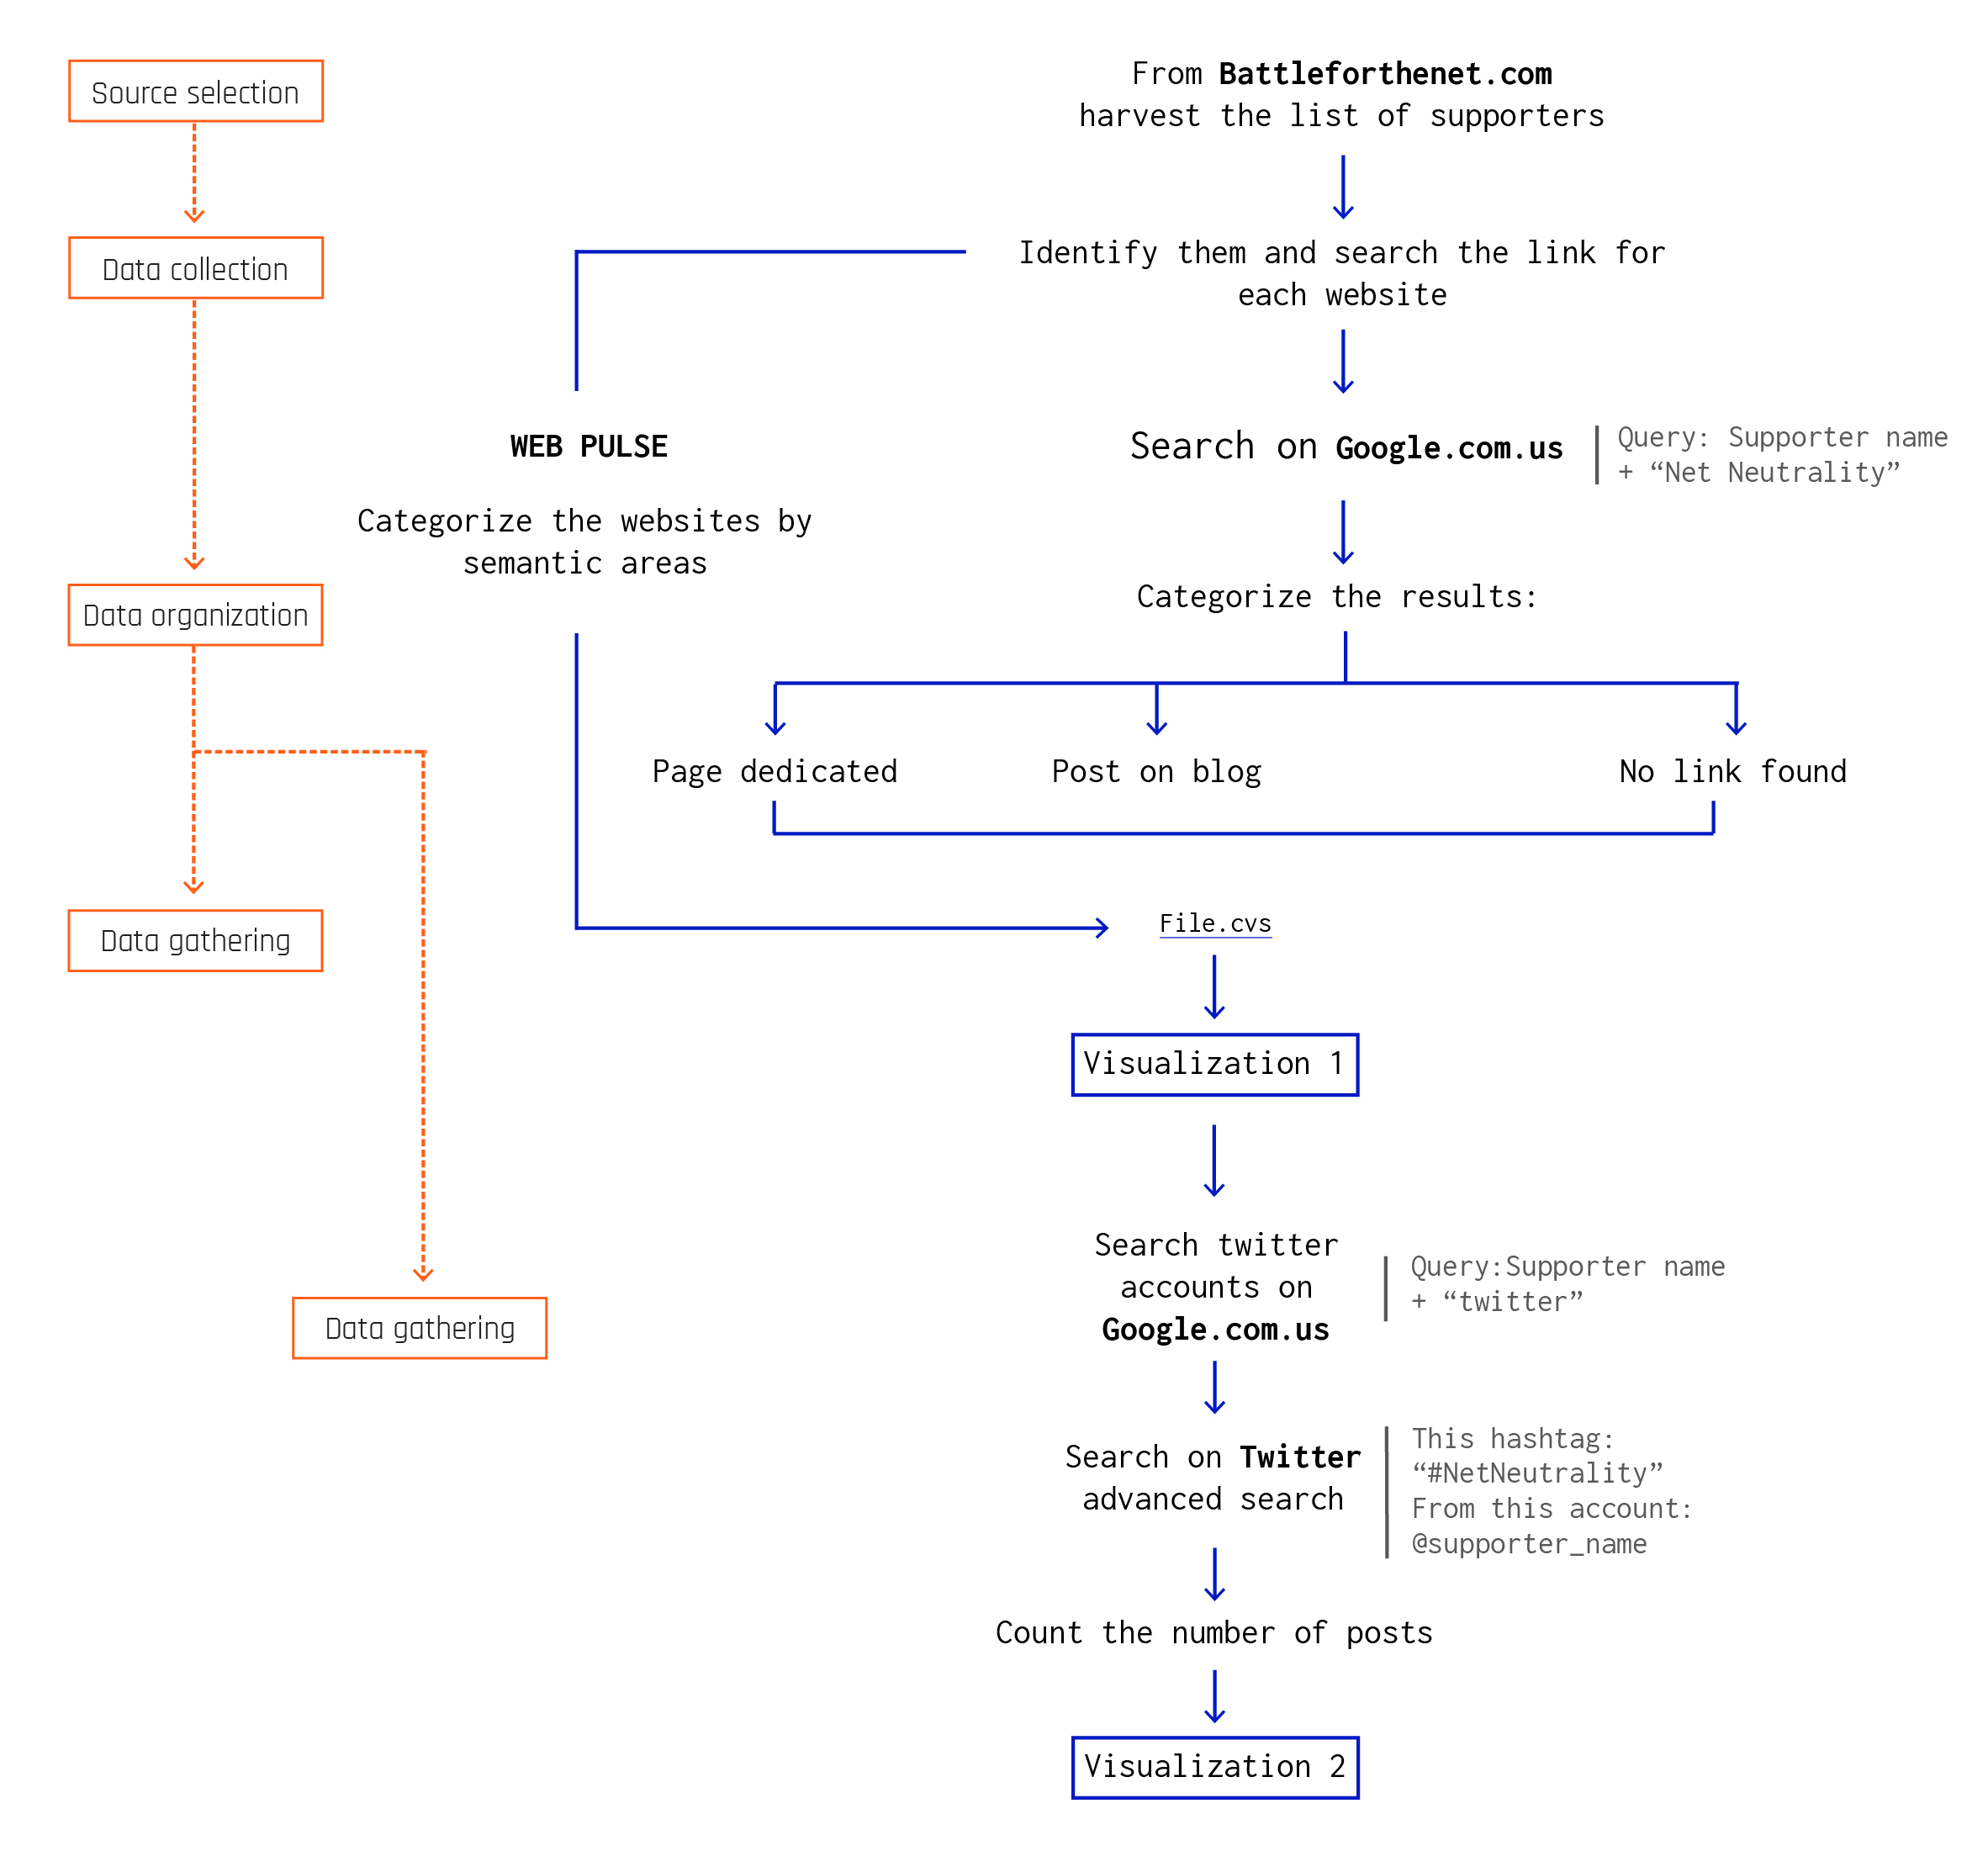 Source selection
From Battleforthenet.com
harvest the list of supporters
Data collection
Identify them and search the link for
each website
WEB PULSE
Categorize the websites by
semantic areas
Search on Google.com.us
Query: Supporter name
+ “Net Neutrality”
Data organization
Categorize the results:
Page dedicated
Post on blog
No link found
Data gathering
File.cvs
Visualization 1
Data gathering
Search twitter
accounts on
Google.com.us
Query:Supporter name
+ “twitter”
Search on Twitter
advanced search
This hashtag:
“#NetNeutrality”
From this account:
@supporter_name
Count the number of posts
Visualization 2